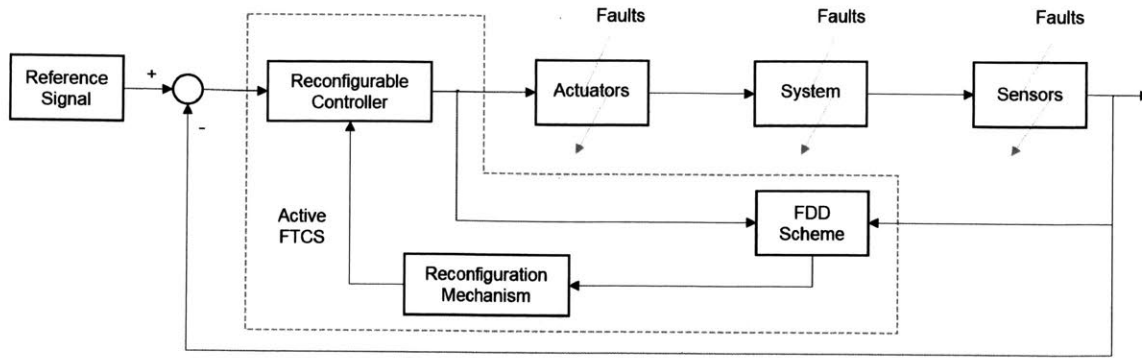 Faults
Faults
Faults
Reference
Signal
+
-
Reconfigurable
Controller
Actuators
System
Sensors
Active
FTCS
FDD
Scheme
Reconfiguration
Mechanism